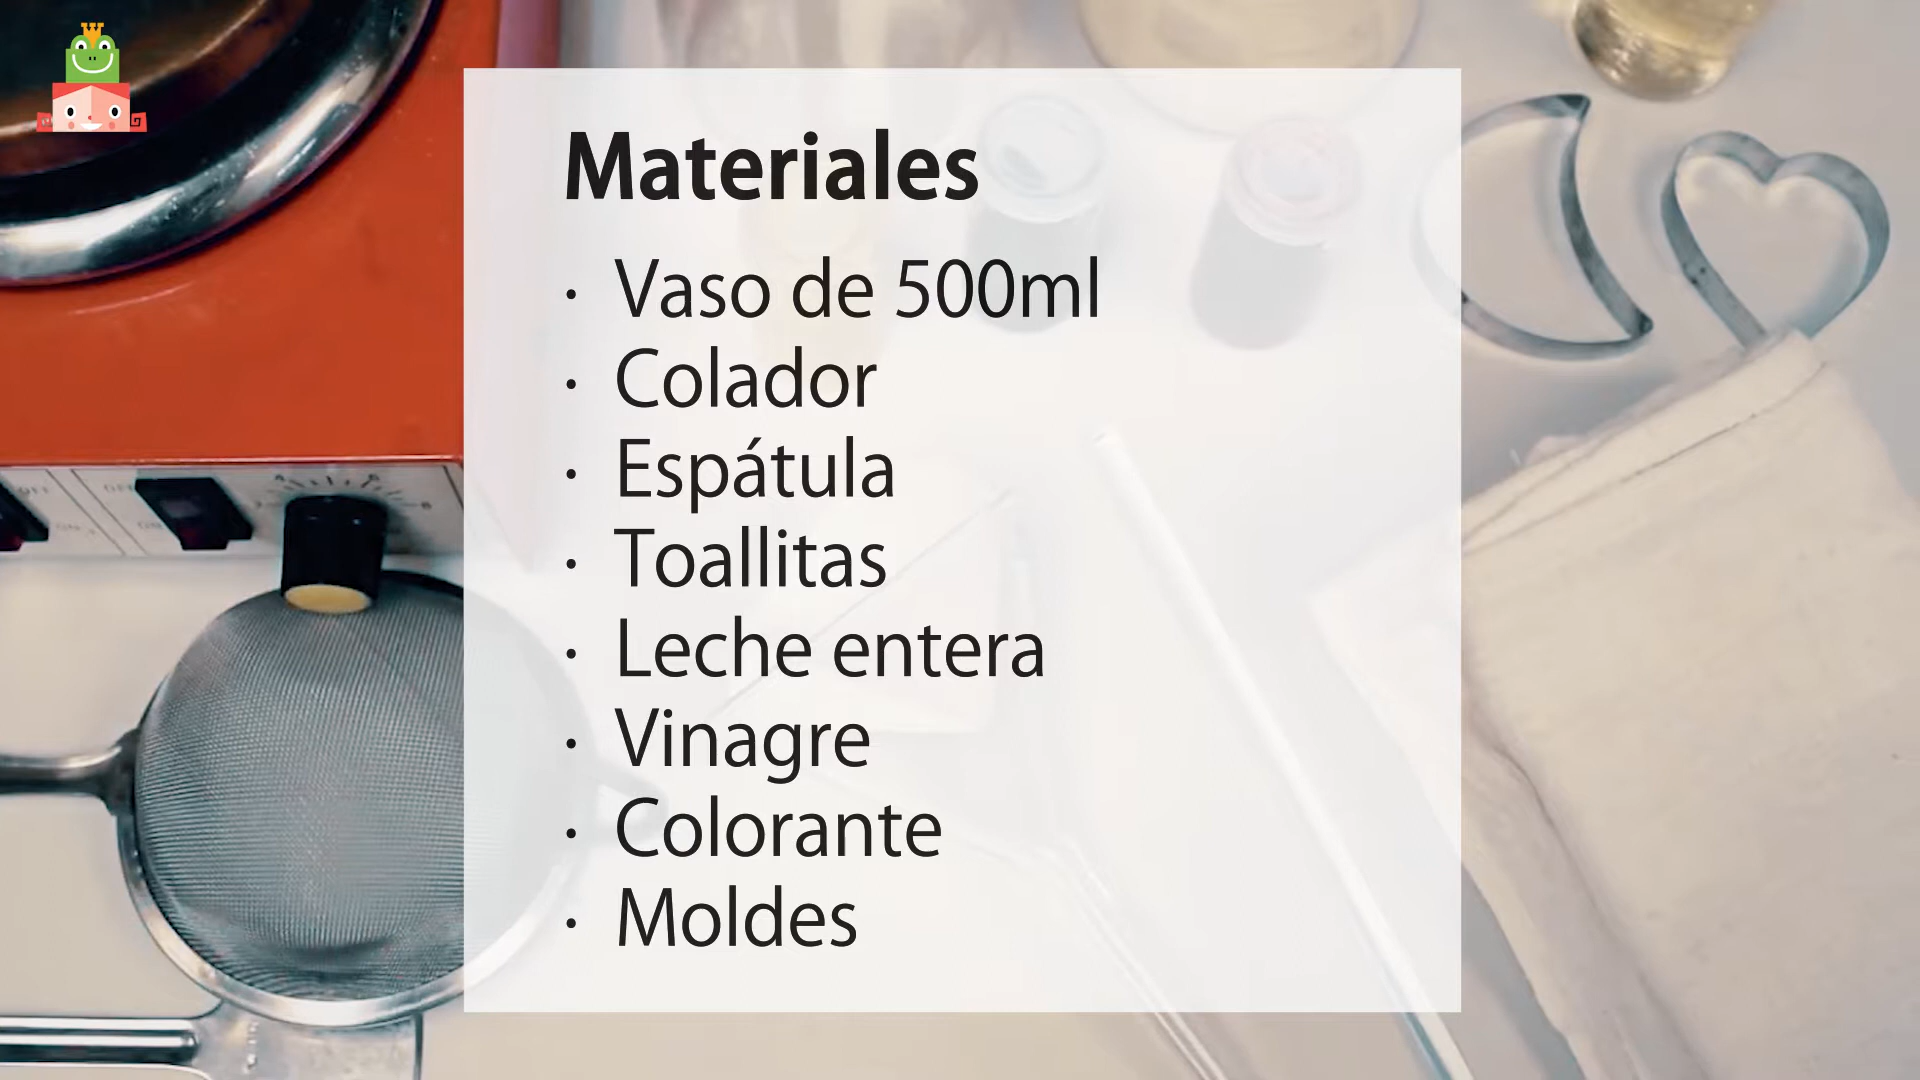 Materiales
· Vaso de 500ml
· Colador
· Espátula
· Toallitas
· Leche entera
· Vinagre
· Colorante
· Moldes